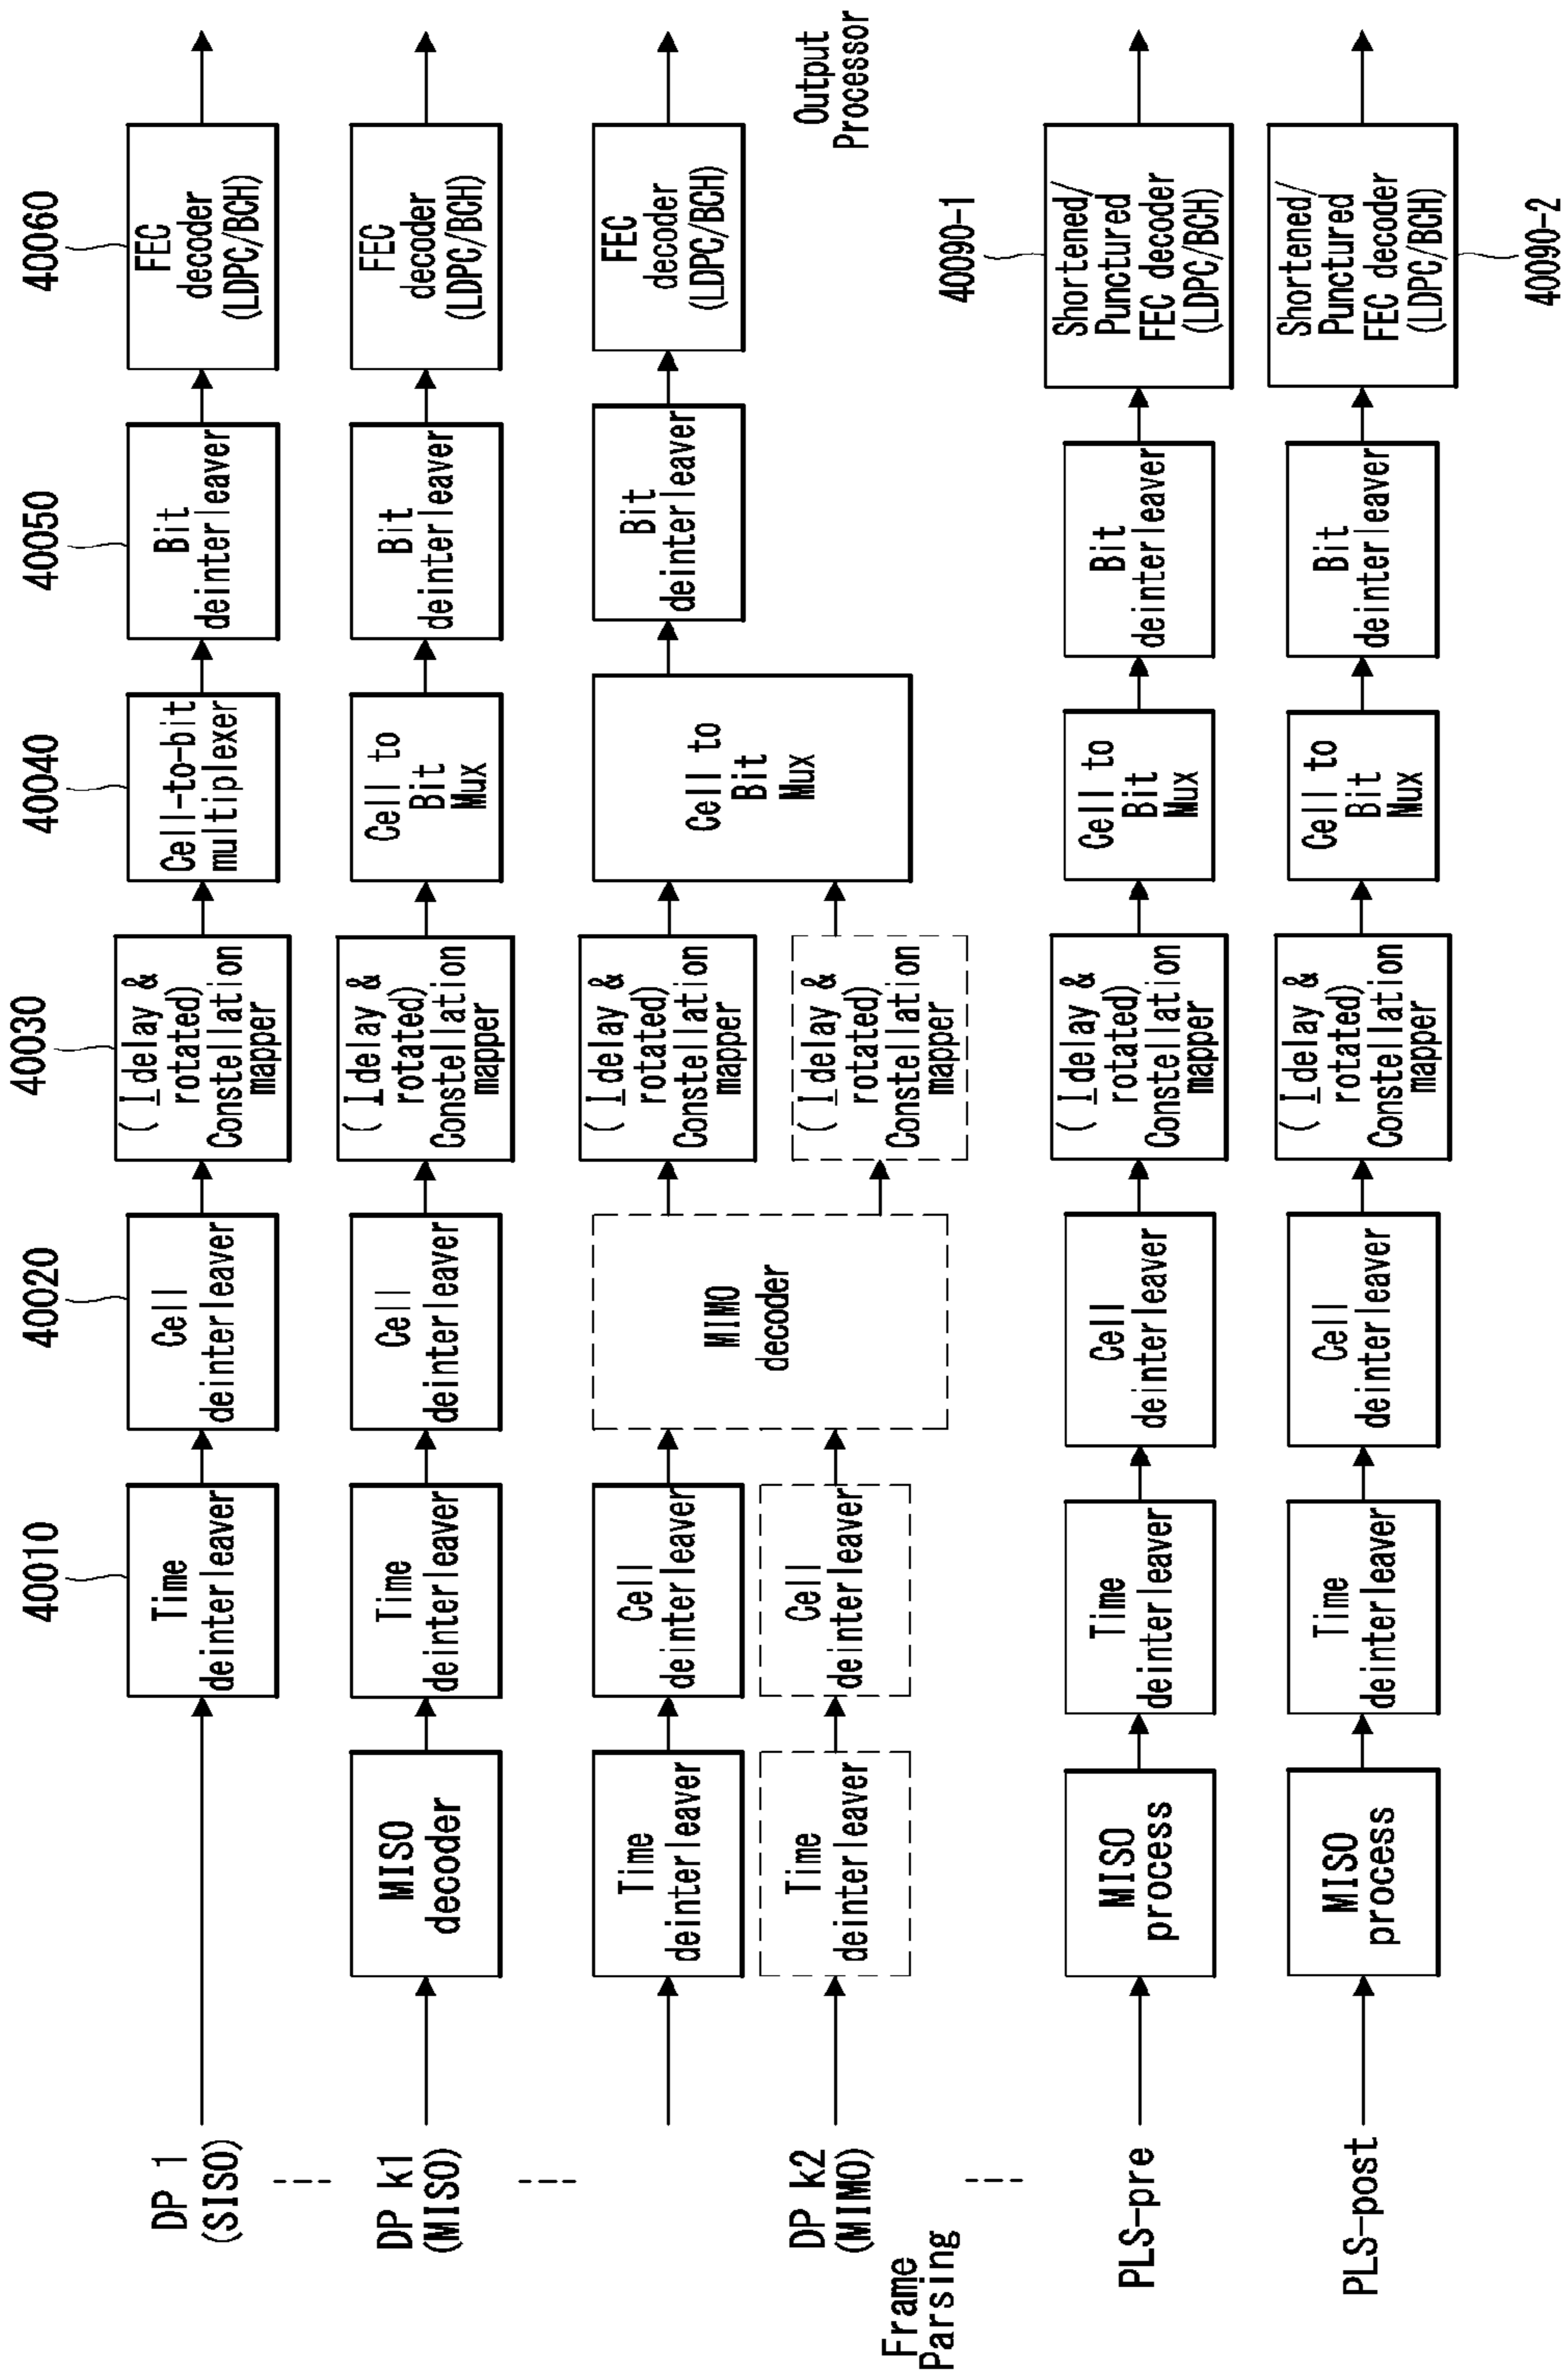 40010
40020
40030
40040
40050
40060
DP 1
(SISO)
Time
deinterleaver
Cell
deinterleaver
(I_delay &
rotated)
Constellation
mapper
Cell-to-bit
multiplexer
Bit
deinterleaver
FEC
decoder
(LDPC/BCH)
DP k1
(MISO)
MISO
decoder
Time
deinterleaver
Cell
deinterleaver
(I_delay &
rotated)
Constellation
mapper
Cell to
Bit
Mux
Bit
deinterleaver
FEC
decoder
(LDPC/BCH)
Time
deinterleaver
Cell
deinterleaver
MIMO
decoder
(I_delay &
rotated)
Constellation
mapper
Cell to
Bit
Mux
Bit
deinterleaver
FEC
decoder
(LDPC/BCH)
DP k2
(MIMO)
Time
deinterleaver
Cell
deinterleaver
(I_delay &
rotated)
Constellation
mapper
Output
Processor
Frame
Parsing
40090-1
PLS-pre
MISO
process
Time
deinterleaver
Cell
deinterleaver
(I_delay &
rotated)
Constellation
mapper
Cell to
Bit
Mux
Bit
deinterleaver
Shortened/
Punctured
FEC decoder
(LDPC/BCH)
PLS-post
MISO
process
Time
deinterleaver
Cell
deinterleaver
(I_delay &
rotated)
Constellation
mapper
Cell to
Bit
Mux
Bit
deinterleaver
Shortened/
Punctured
FEC decoder
(LDPC/BCH)
40090-2